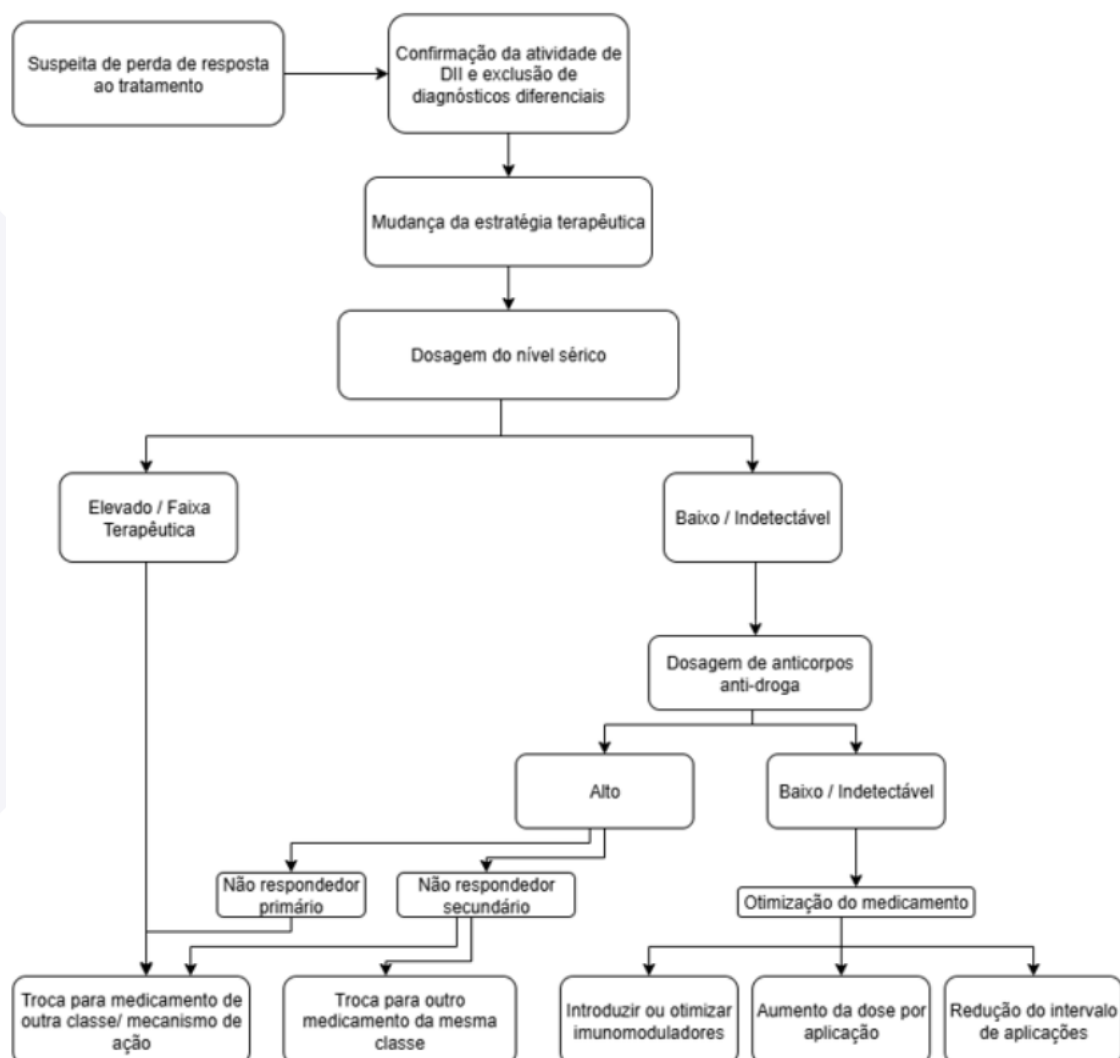 Suspeita de perda de resposta
ao tratamento
Confirmação da atividade de
DII e exclusão de
diagnósticos diferenciais
Mudança da estratégia terapêutica
Dosagem do nível sérico
Elevado / Faixa
Terapêutica
Baixo / Indetectável
Dosagem de anticorpos
anti-droga
Alto
Baixo / Indetectável
Não respondedor
primário
Não respondedor
secundário
Otimização do medicamento
Troca para medicamento de
outra classe/ mecanismo de
ação
Troca para outro
medicamento da mesma
classe
Introduzir ou otimizar
imunomoduladores
Aumento da dose por
aplicação
Redução do intervalo
de aplicações